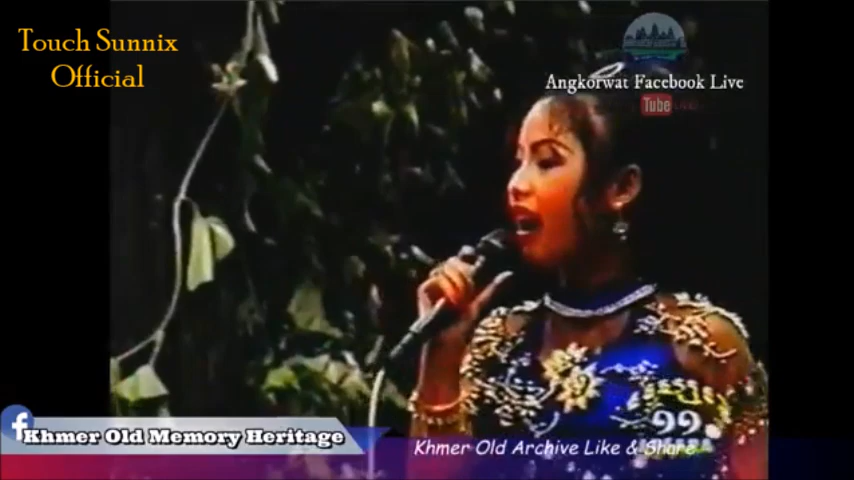 Touch Sunnix
Official
Angkorwat Facebook Live
Tube
f
Khmer Old Memory Heritage
Khmer Old Archive Like & Share
99